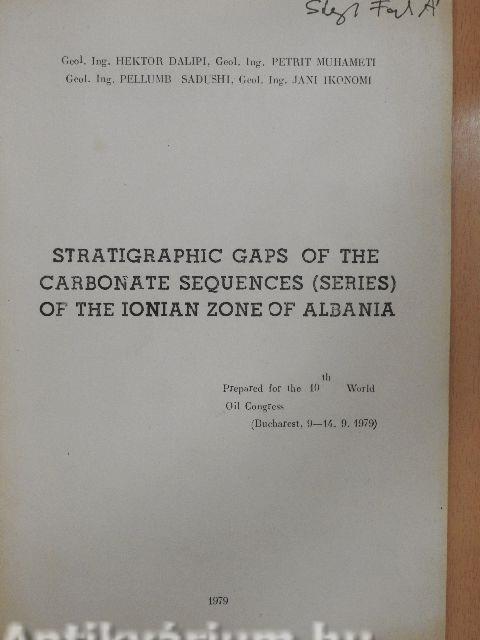 Geol. Ing. HEKTOR DALIPI, Geol. Ing. PETRIT MUHAMETI
Geol. Ing. PELLUMB SADUSHI, Geol. Ing. JANI IKONOMI
STRATIGRAPHIC GAPS OF THE
CARBONATE SEQUENCES (SERIES)
OF THE IONIAN ZONE OF ALBANIA
Prepared for the 10th World
Oil Congress
(Bucharest, 9—14. 9. 1979)
1979
Antikvárium.hu